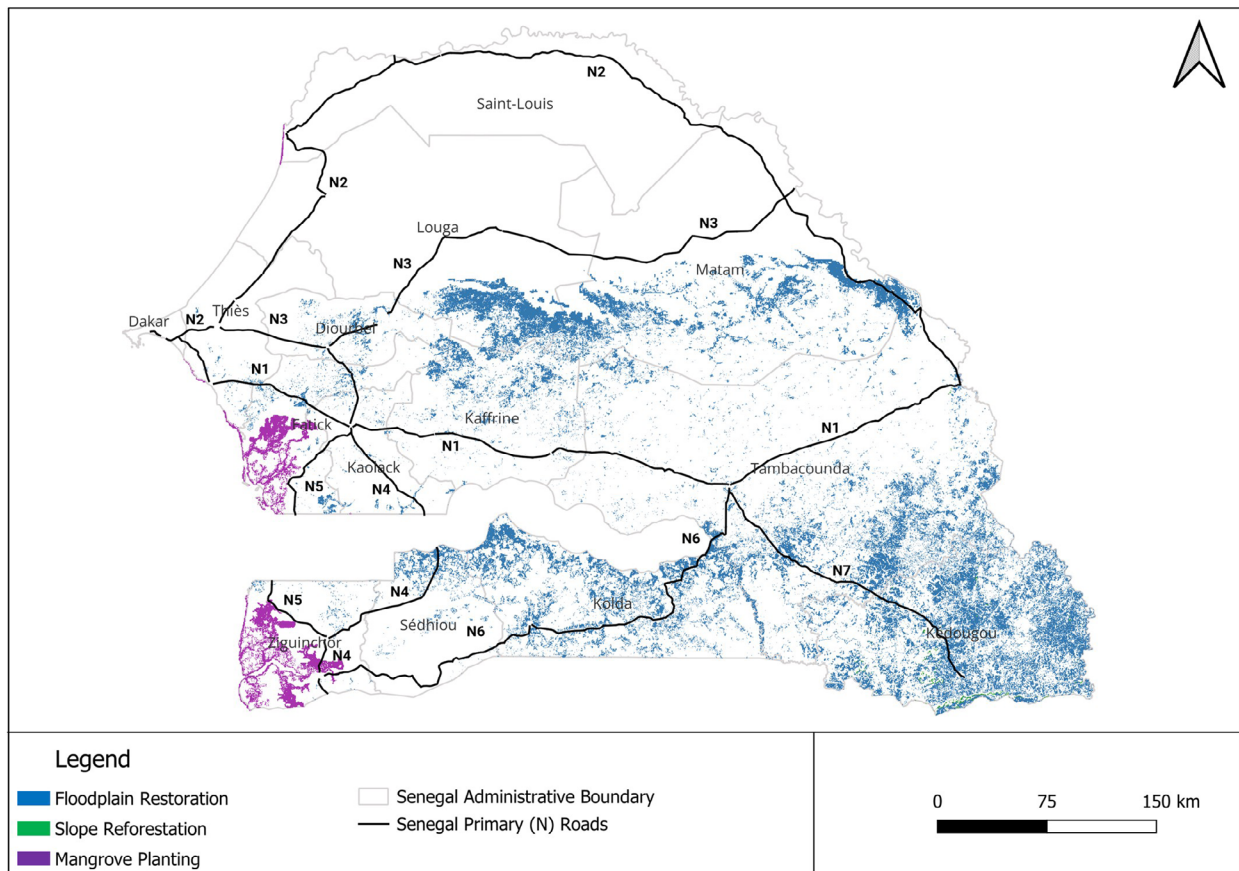 N2
Saint-Louis
N2
Louga
N3
N3
Matam
Dakar
N2
Thiès
N3
Diourbel
N1
Fatick
Kaffrine
N1
N1
Kaolack
Tambacounda
N5
N4
N6
N7
N5
N4
Kolda
Sédhiou
N6
Kédougou
Ziguinchor
N4
Legend
Floodplain Restoration
Slope Reforestation
Mangrove Planting
Senegal Administrative Boundary
Senegal Primary (N) Roads
0 75 150 km